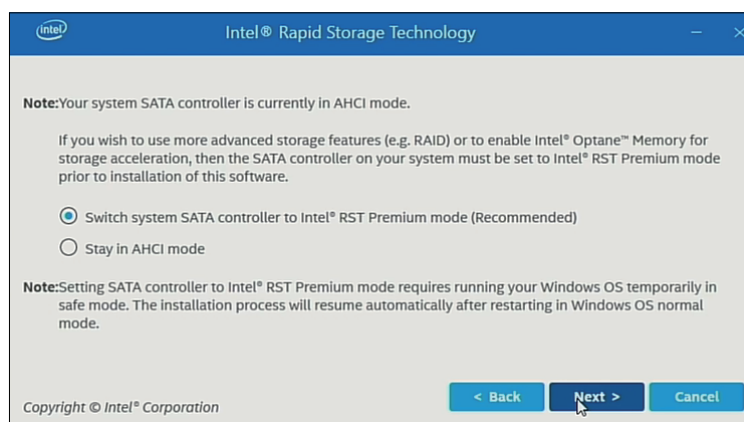 intel
Intel® Rapid Storage Technology
Note:Your system SATA controller is currently in AHCI mode.
If you wish to use more advanced storage features (e.g. RAID) or to enable Intel® Optane™ Memory for
storage acceleration, then the SATA controller on your system must be set to Intel® RST Premium mode
prior to installation of this software.
Switch system SATA controller to Intel® RST Premium mode (Recommended)
Stay in AHCI mode
Note:Setting SATA controller to Intel® RST Premium mode requires running your Windows OS temporarily in
safe mode. The installation process will resume automatically after restarting in Windows OS normal
mode.
< Back
Next >
Cancel
Copyright © Intel® Corporation